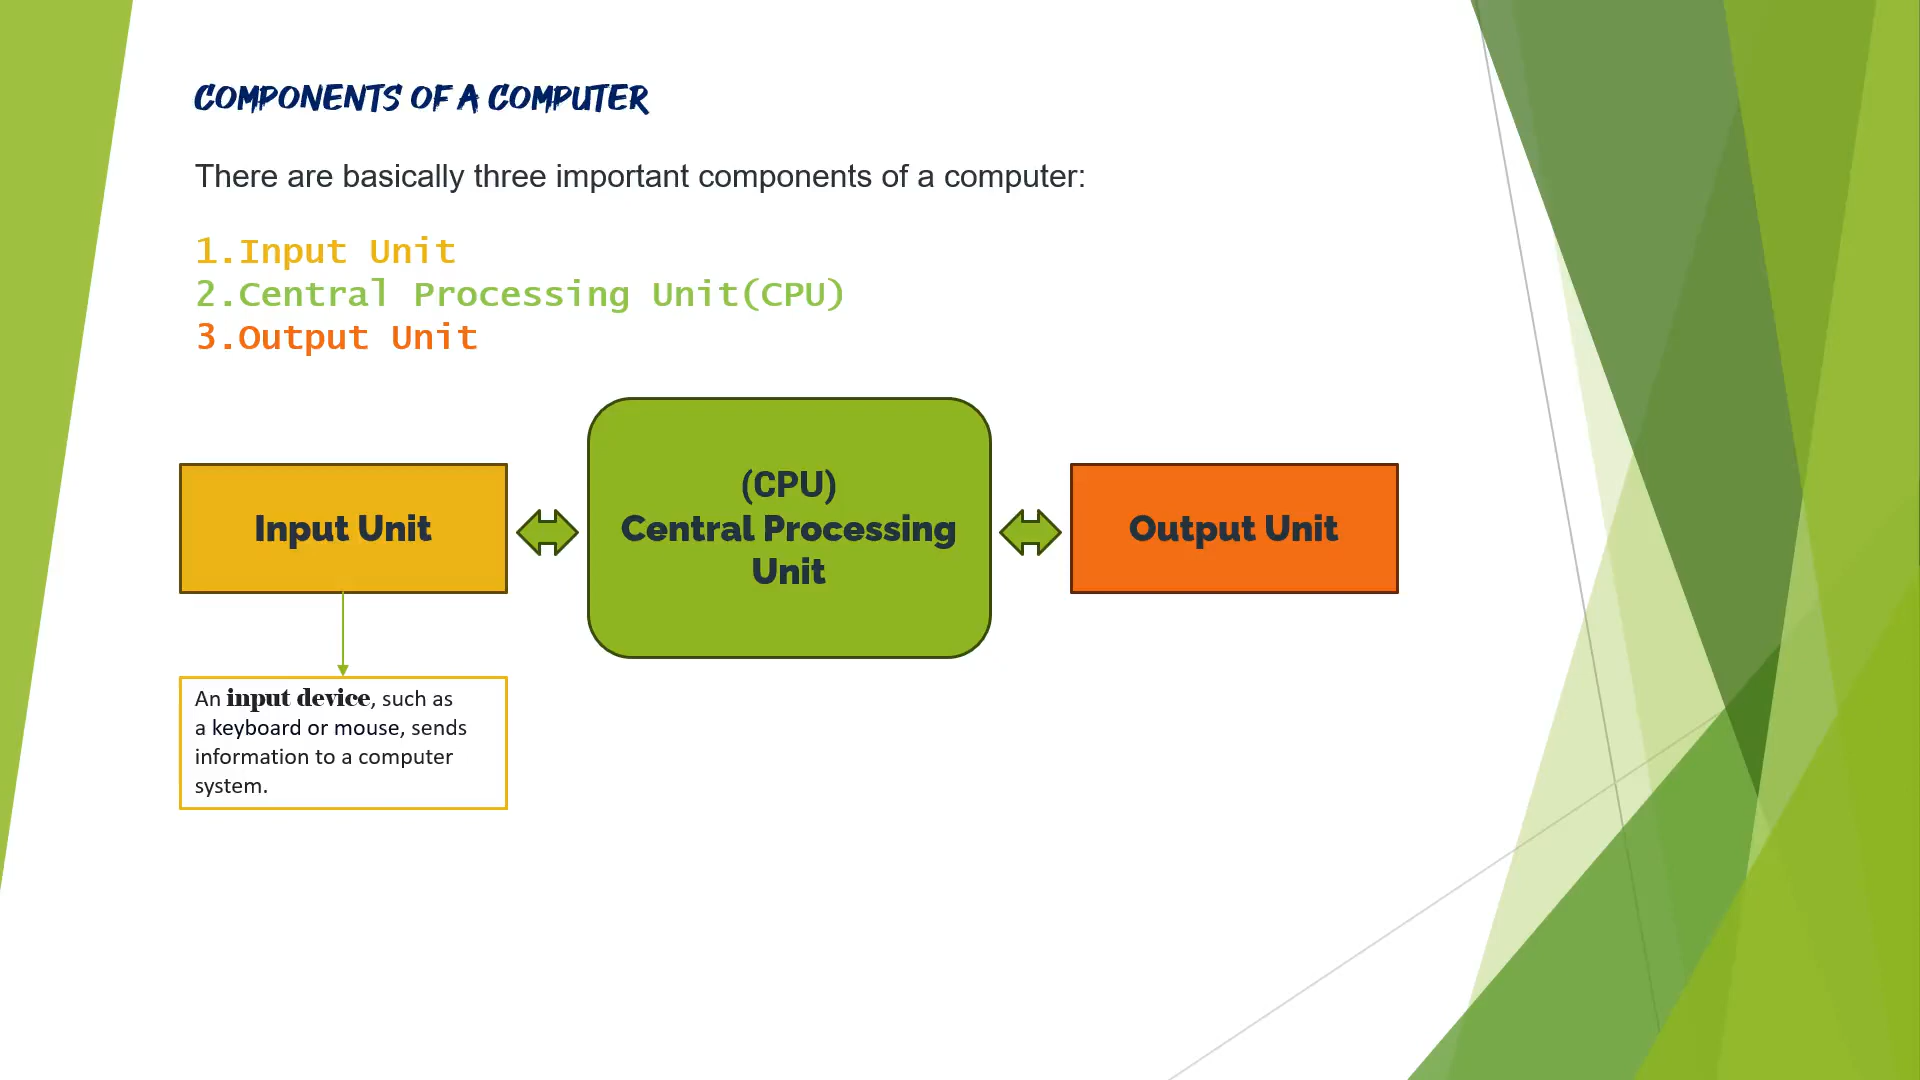 COMPONENTS OF A COMPUTER
There are basically three important components of a computer:
1.Input Unit
2.Central Processing Unit(CPU)
3.Output Unit
Input Unit
(CPU)
Central Processing
Unit
Output Unit
An input device, such as
a keyboard or mouse, sends
information to a computer
system.